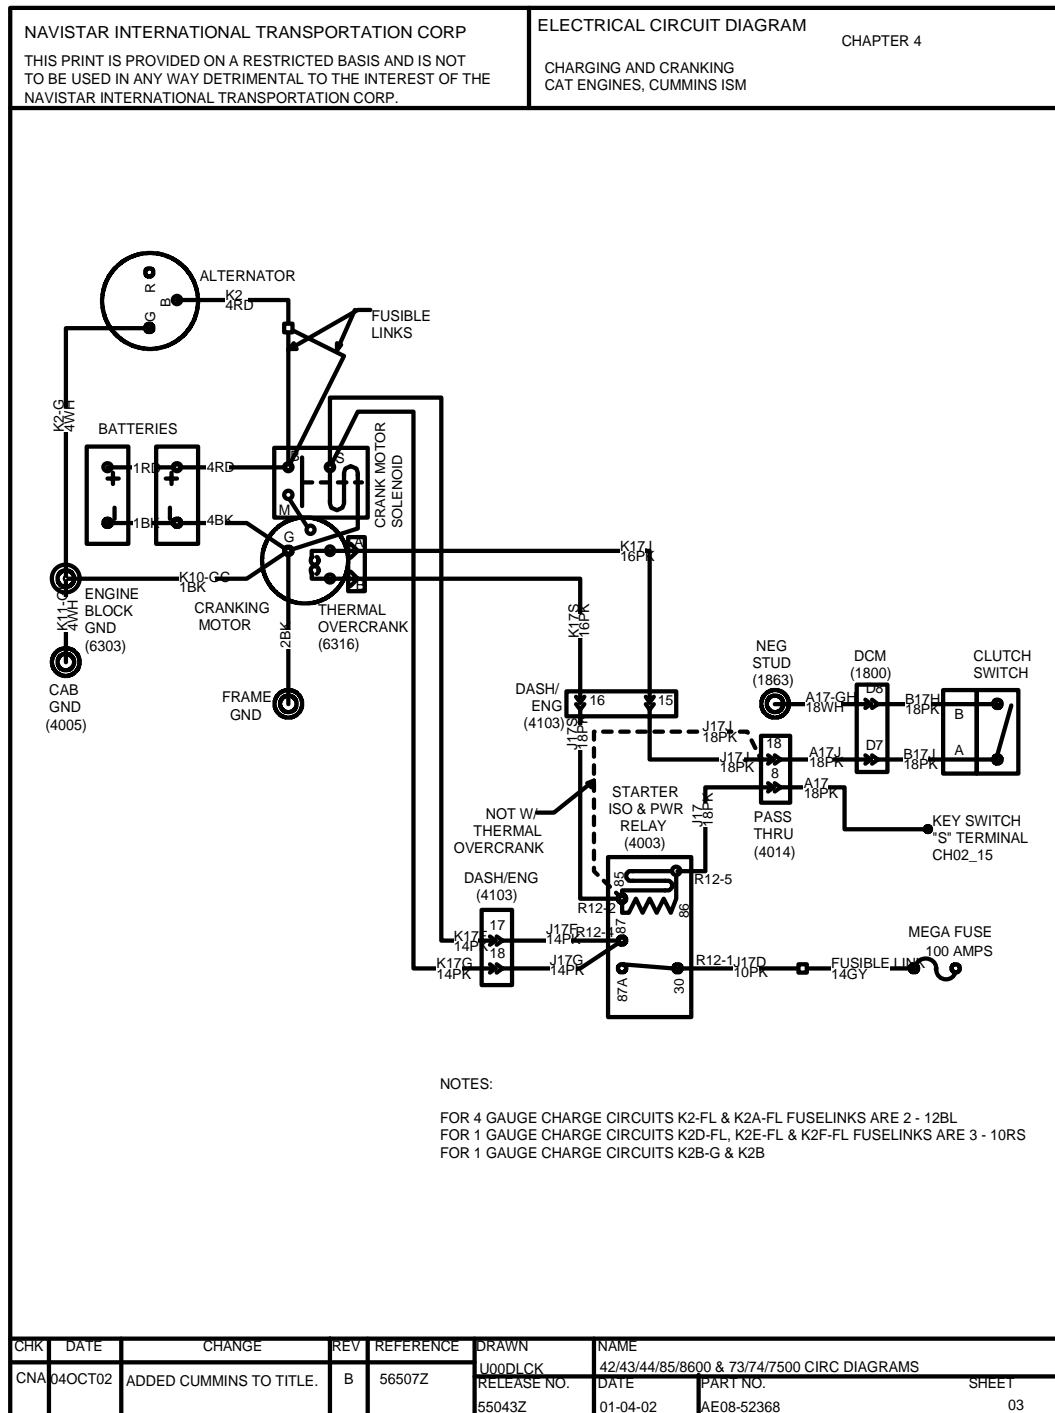 NAVISTAR INTERNATIONAL TRANSPORTATION CORP
THIS PRINT IS PROVIDED ON A RESTRICTED BASIS AND IS NOT
TO BE USED IN ANY WAY DETRIMENTAL TO THE INTEREST OF THE
NAVISTAR INTERNATIONAL TRANSPORTATION CORP.
ELECTRICAL CIRCUIT DIAGRAM
CHAPTER 4
CHARGING AND CRANKING
CAT ENGINES, CUMMINS ISM
ALTERNATOR
R
B
G
K2
4RD
FUSIBLE
LINKS
K2-G
4WH
BATTERIES
1RD
4RD
1BK
4BK
S
M
CRANK MOTOR
SOLENOID
G
A
B
K10-GC
1BK
ENGINE
BLOCK
GND
(6303)
K11-G
4WH
CAB
GND
(4005)
CRANKING
MOTOR
2BK
FRAME
GND
THERMAL
OVERCRANK
(6316)
K17J
16PK
K17S
16PK
DASH/
ENG
(4103)
16
15
J17S
18PK
J17J
18PK
J17J
18PK
NEG
STUD
(1863)
A17-GH
18WH
DCM
(1800)
D8
D7
B17H
18PK
CLUTCH
SWITCH
B
A
18
8
A17J
18PK
B17J
18PK
A17
18PK
PASS
THRU
(4014)
KEY SWITCH
"S" TERMINAL
CH02_15
NOT W/
THERMAL
OVERCRANK
STARTER
ISO & PWR
RELAY
(4003)
J17
18PK
85
86
87
87A
30
R12-5
R12-2
R12-4
R12-1
DASH/ENG
(4103)
17
18
K17F
14PK
K17G
14PK
J17F
14PK
J17G
14PK
J17D
10PK
FUSIBLE LINK
14GY
MEGA FUSE
100 AMPS
NOTES:
FOR 4 GAUGE CHARGE CIRCUITS K2-FL & K2A-FL FUSELINKS ARE 2 - 12BL
FOR 1 GAUGE CHARGE CIRCUITS K2D-FL, K2E-FL & K2F-FL FUSELINKS ARE 3 - 10RS
FOR 1 GAUGE CHARGE CIRCUITS K2B-G & K2B
CHK DATE CHANGE REV REFERENCE
CNA 04OCT02 ADDED CUMMINS TO TITLE. B 56507Z
DRAWN
U00DLCK
NAME
42/43/44/85/8600 & 73/74/7500 CIRC DIAGRAMS
RELEASE NO.
55043Z
DATE
01-04-02
PART NO.
AE08-52368
SHEET
03